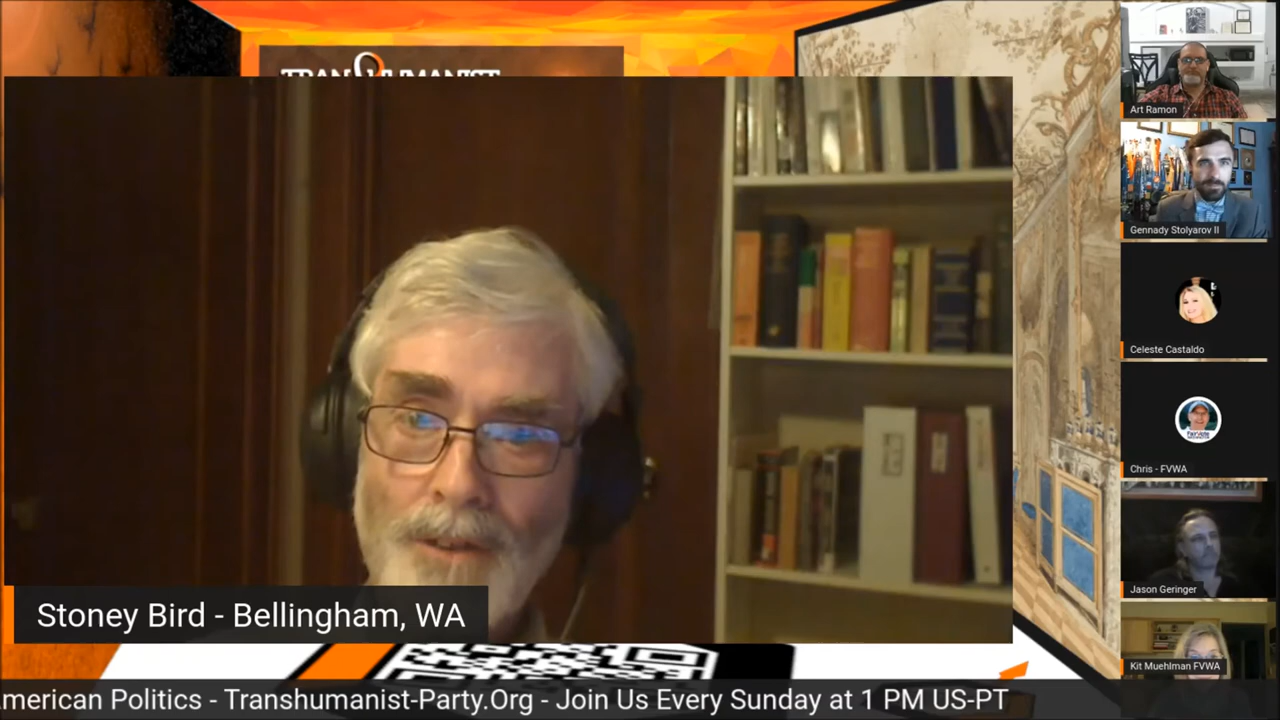 TRANSHUMANIST
Art Ramon
Gennady Stolyarov II
Celeste Castaldo
Chris - FVWA
Jason Geringer
Kit Muehlman FVWA
Stoney Bird - Bellingham, WA
merican Politics - Transhumanist-Party.Org - Join Us Every Sunday at 1 PM US-PT